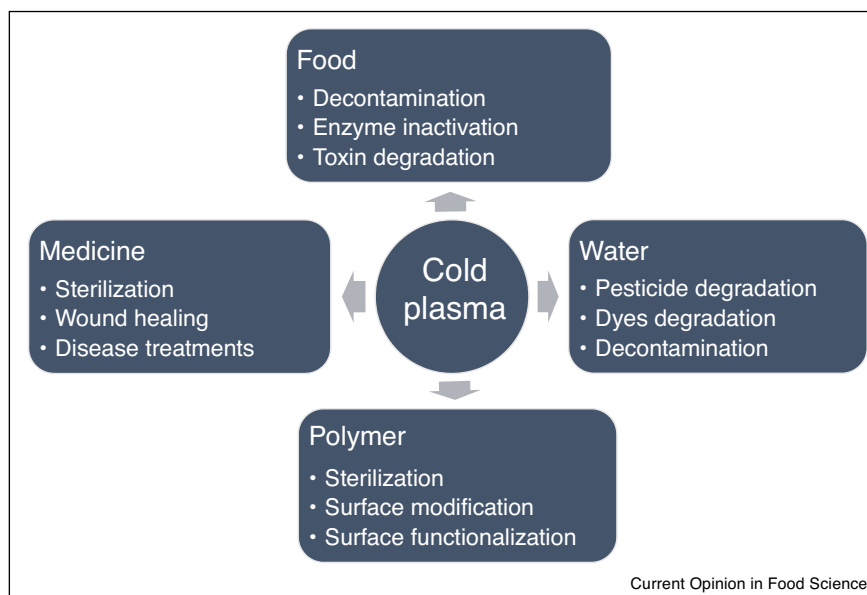 Food
• Decontamination
• Enzyme inactivation
• Toxin degradation
Medicine
• Sterilization
• Wound healing
• Disease treatments
Cold
plasma
Water
• Pesticide degradation
• Dyes degradation
• Decontamination
Polymer
• Sterilization
• Surface modification
• Surface functionalization
Current Opinion in Food Science